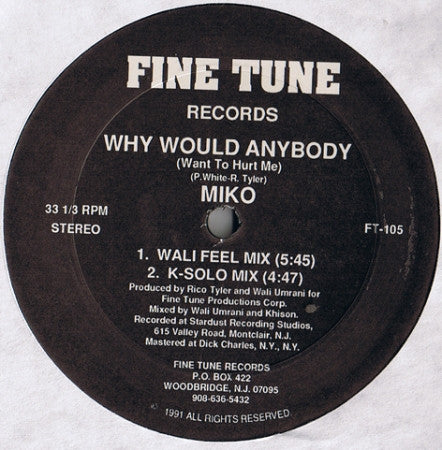 FINE TUNE
RECORDS
WHY WOULD ANYBODY
(Want To Hurt Me)
(P.White-R. Tyler)
MIKO
33 1/3 RPM
STEREO
FT-105
1. WALI FEEL MIX (5:45)
2. K-SOLO MIX (4:47)
Produced by Rico Tyler and Wali Umrani for
Fine Tune Productions Corp.
Mixed by Wali Umrani and Khison.
Recorded at Stardust Recording Studios,
615 Valley Road, Montclair, N.J.
Mastered at Dick Charles, N.Y., N.Y.
FINE TUNE RECORDS
P.O. BOX 422
WOODBRIDGE, N.J. 07095
908-636-5432
1991 ALL RIGHTS RESERVED